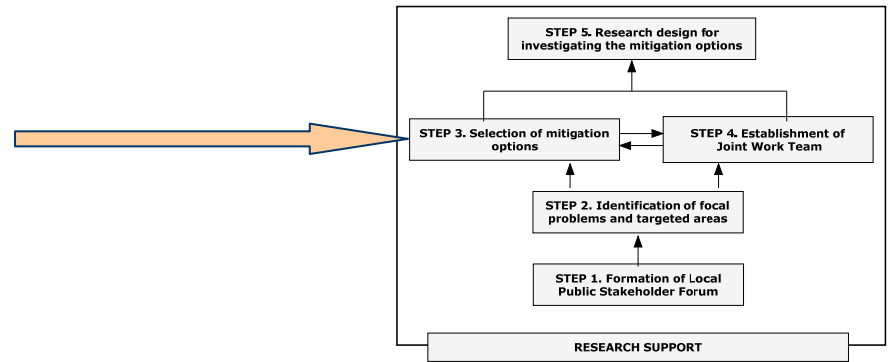 STEP 5. Research design for
investigating the mitigation options
STEP 3. Selection of mitigation
options
STEP 4. Establishment of
Joint Work Team
STEP 2. Identification of focal
problems and targeted areas
STEP 1. Formation of Local
Public Stakeholder Forum
RESEARCH SUPPORT